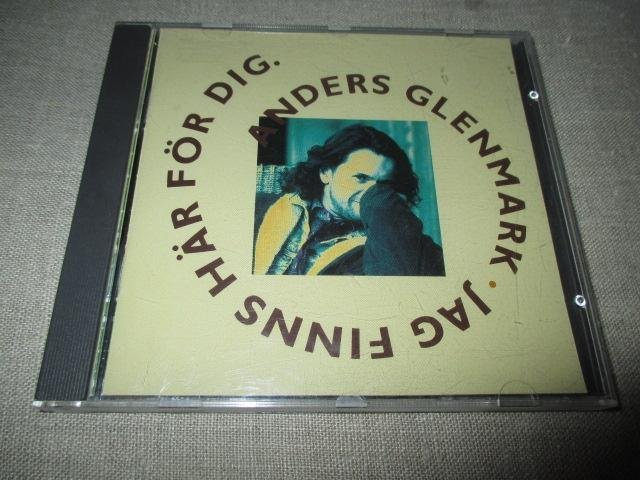 ANDERS GLENMARK · JAG FINNS HÄR FÖR DIG.